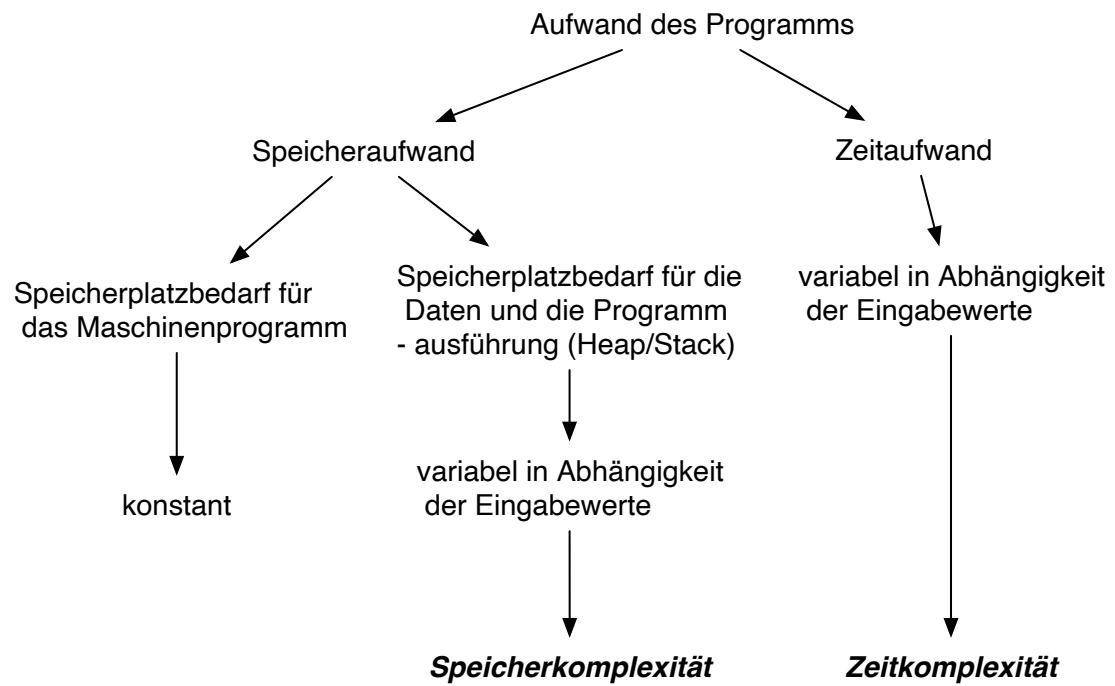 Aufwand des Programms
Speicheraufwand
Zeitaufwand
Speicherplatzbedarf für
das Maschinenprogramm
Speicherplatzbedarf für die
Daten und die Programm
- ausführung (Heap/Stack)
variabel in Abhängigkeit
der Eingabewerte
konstant
variabel in Abhängigkeit
der Eingabewerte
Speicherkomplexität
Zeitkomplexität